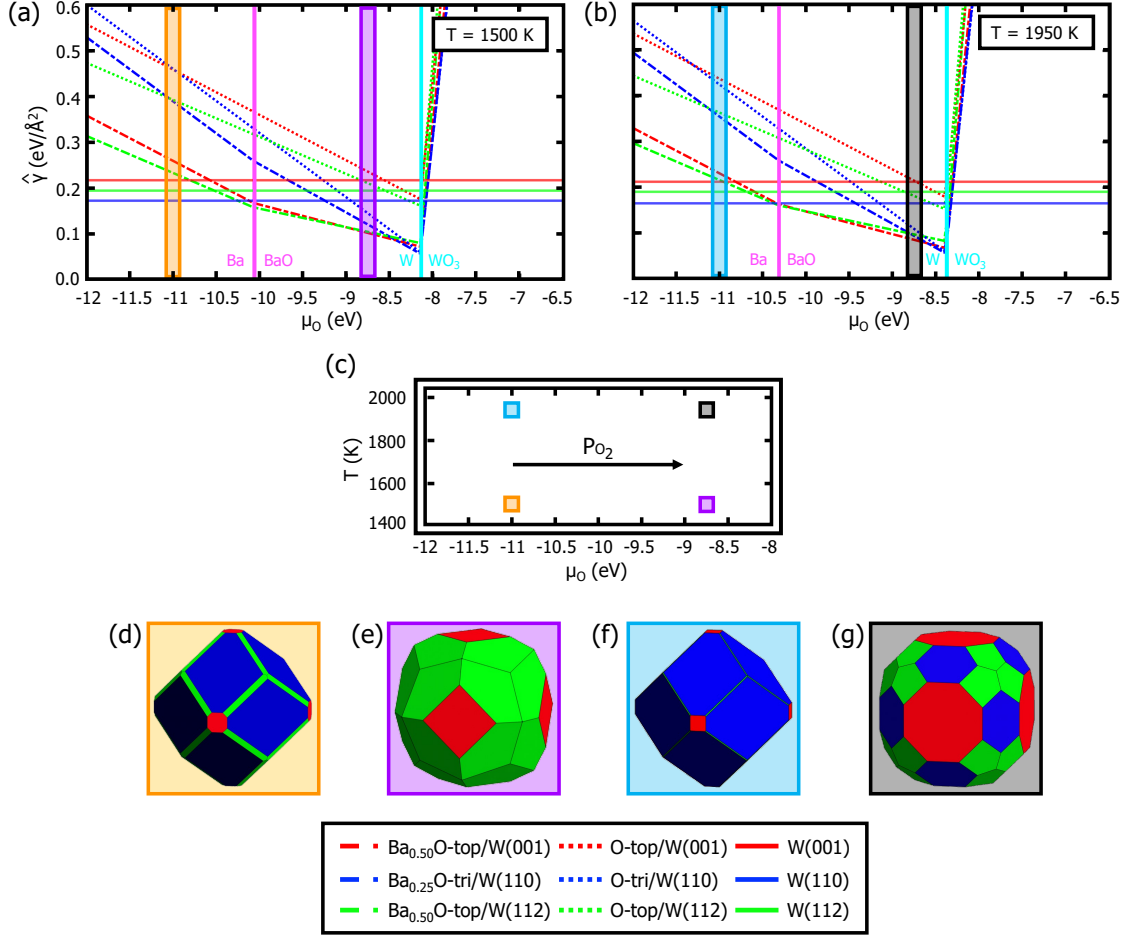 (a)
T = 1500 K
γ̂ (eV/Å²)
0.6
0.5
0.4
0.3
0.2
0.1
0.0
Ba BaO W WO₃
-12 -11.5 -11 -10.5 -10 -9.5 -9 -8.5 -8 -7.5 -7 -6.5
μO (eV)
(b)
T = 1950 K
Ba BaO W WO₃
-12 -11.5 -11 -10.5 -10 -9.5 -9 -8.5 -8 -7.5 -7 -6.5
μO (eV)
(c)
T (K)
2000
1800
1600
1400
PO₂
-12 -11.5 -11 -10.5 -10 -9.5 -9 -8.5 -8
μO (eV)
(d) (e) (f) (g)
Ba₀.₅₀O-top/W(001) O-top/W(001) W(001)
Ba₀.₂₅O-tri/W(110) O-tri/W(110) W(110)
Ba₀.₅₀O-top/W(112) O-top/W(112) W(112)